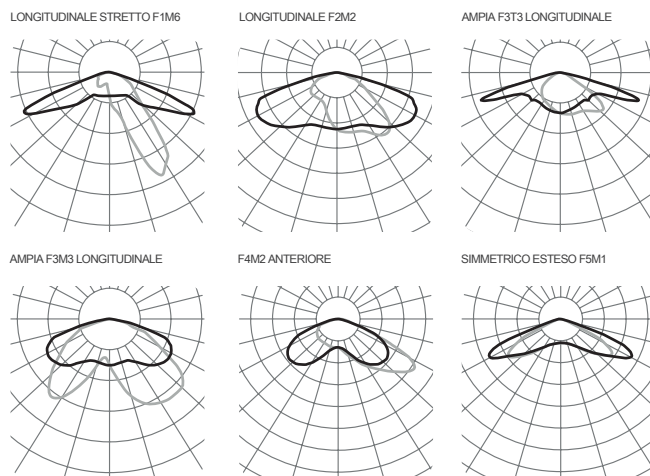 LONGITUDINALE STRETTO F1M6
LONGITUDINALE F2M2
AMPIA F3T3 LONGITUDINALE
AMPIA F3M3 LONGITUDINALE
F4M2 ANTERIORE
SIMMETRICO ESTESO F5M1